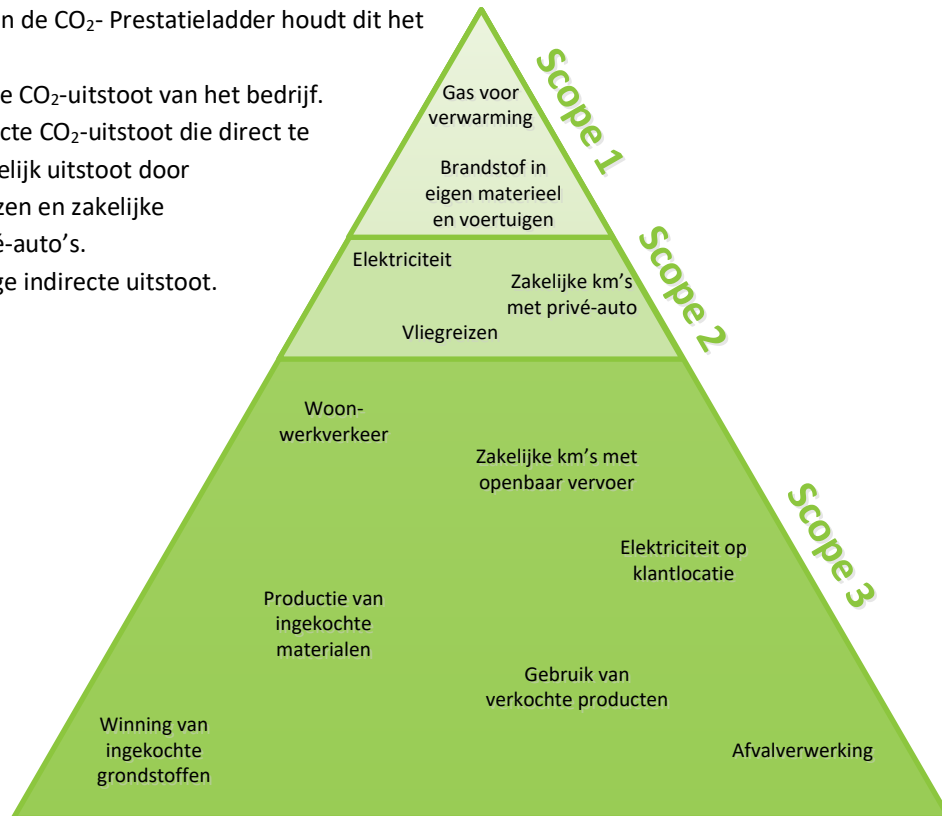 n de CO₂- Prestatieladder houdt dit het
e CO₂-uitstoot van het bedrijf.
cte CO₂-uitstoot die direct te
elijk uitstoot door
zen en zakelijke
é-auto's.
ge indirecte uitstoot.
Scope 1
Gas voor
verwarming
Brandstof in
eigen materieel
en voertuigen
Scope 2
Elektriciteit
Zakelijke km's
met privé-auto
Vliegreizen
Scope 3
Woon-
werkverkeer
Zakelijke km's met
openbaar vervoer
Elektriciteit op
klantlocatie
Productie van
ingekochte
materialen
Gebruik van
verkochte producten
Winning van
ingekochte
grondstoffen
Afvalverwerking